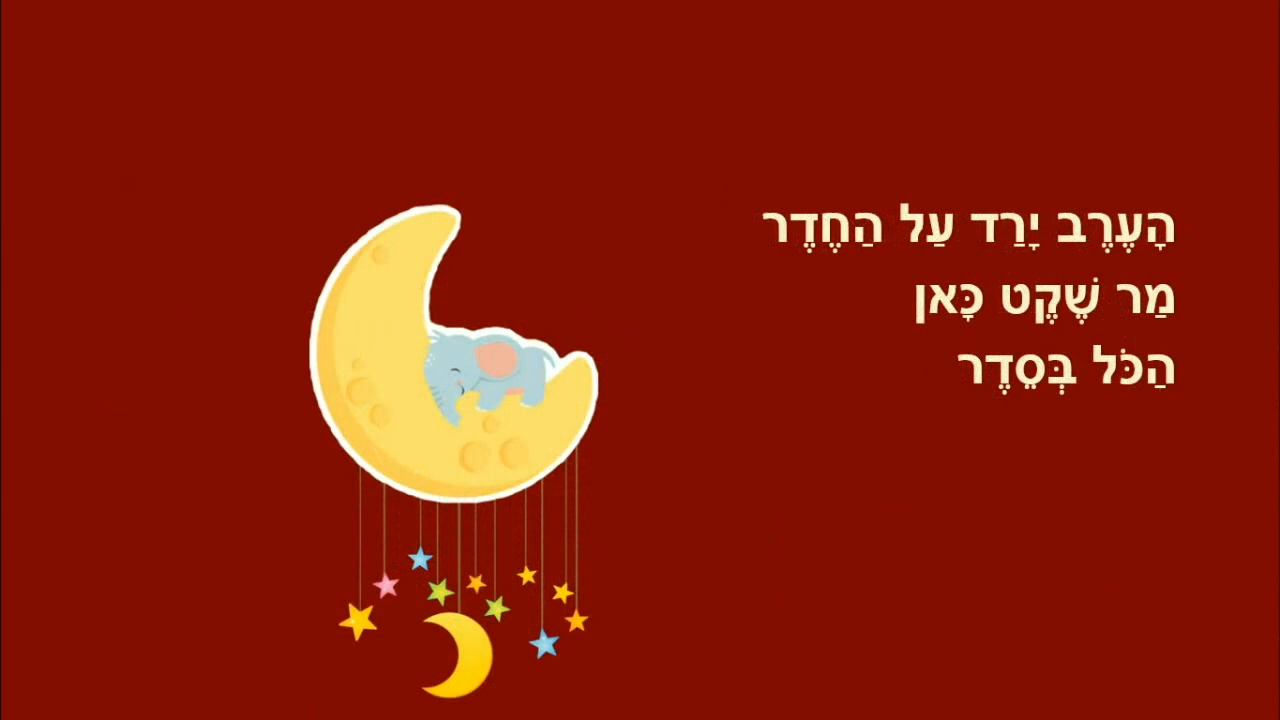 הָעֶרֶב יָרַד עַל הַחֶדֶר
מַר שֶׁקֶט כָּאן
הַכֹּל בְּסֵדֶר